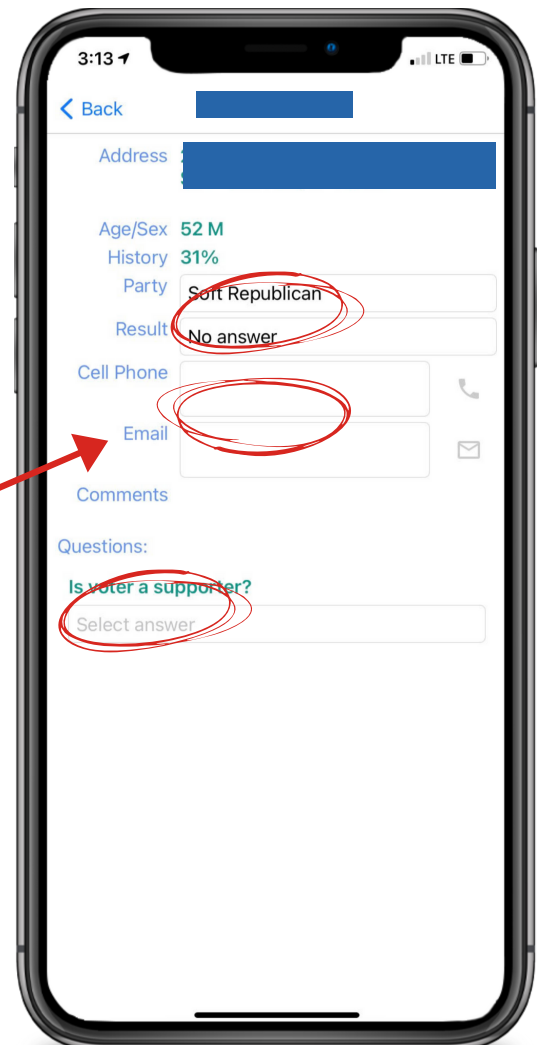 3:13 LTE
Back
Address
Age/Sex 52 M
History 31%
Party Soft Republican
Result No answer
Cell Phone
Email
Comments
Questions:
Is voter a supporter?
Select answer